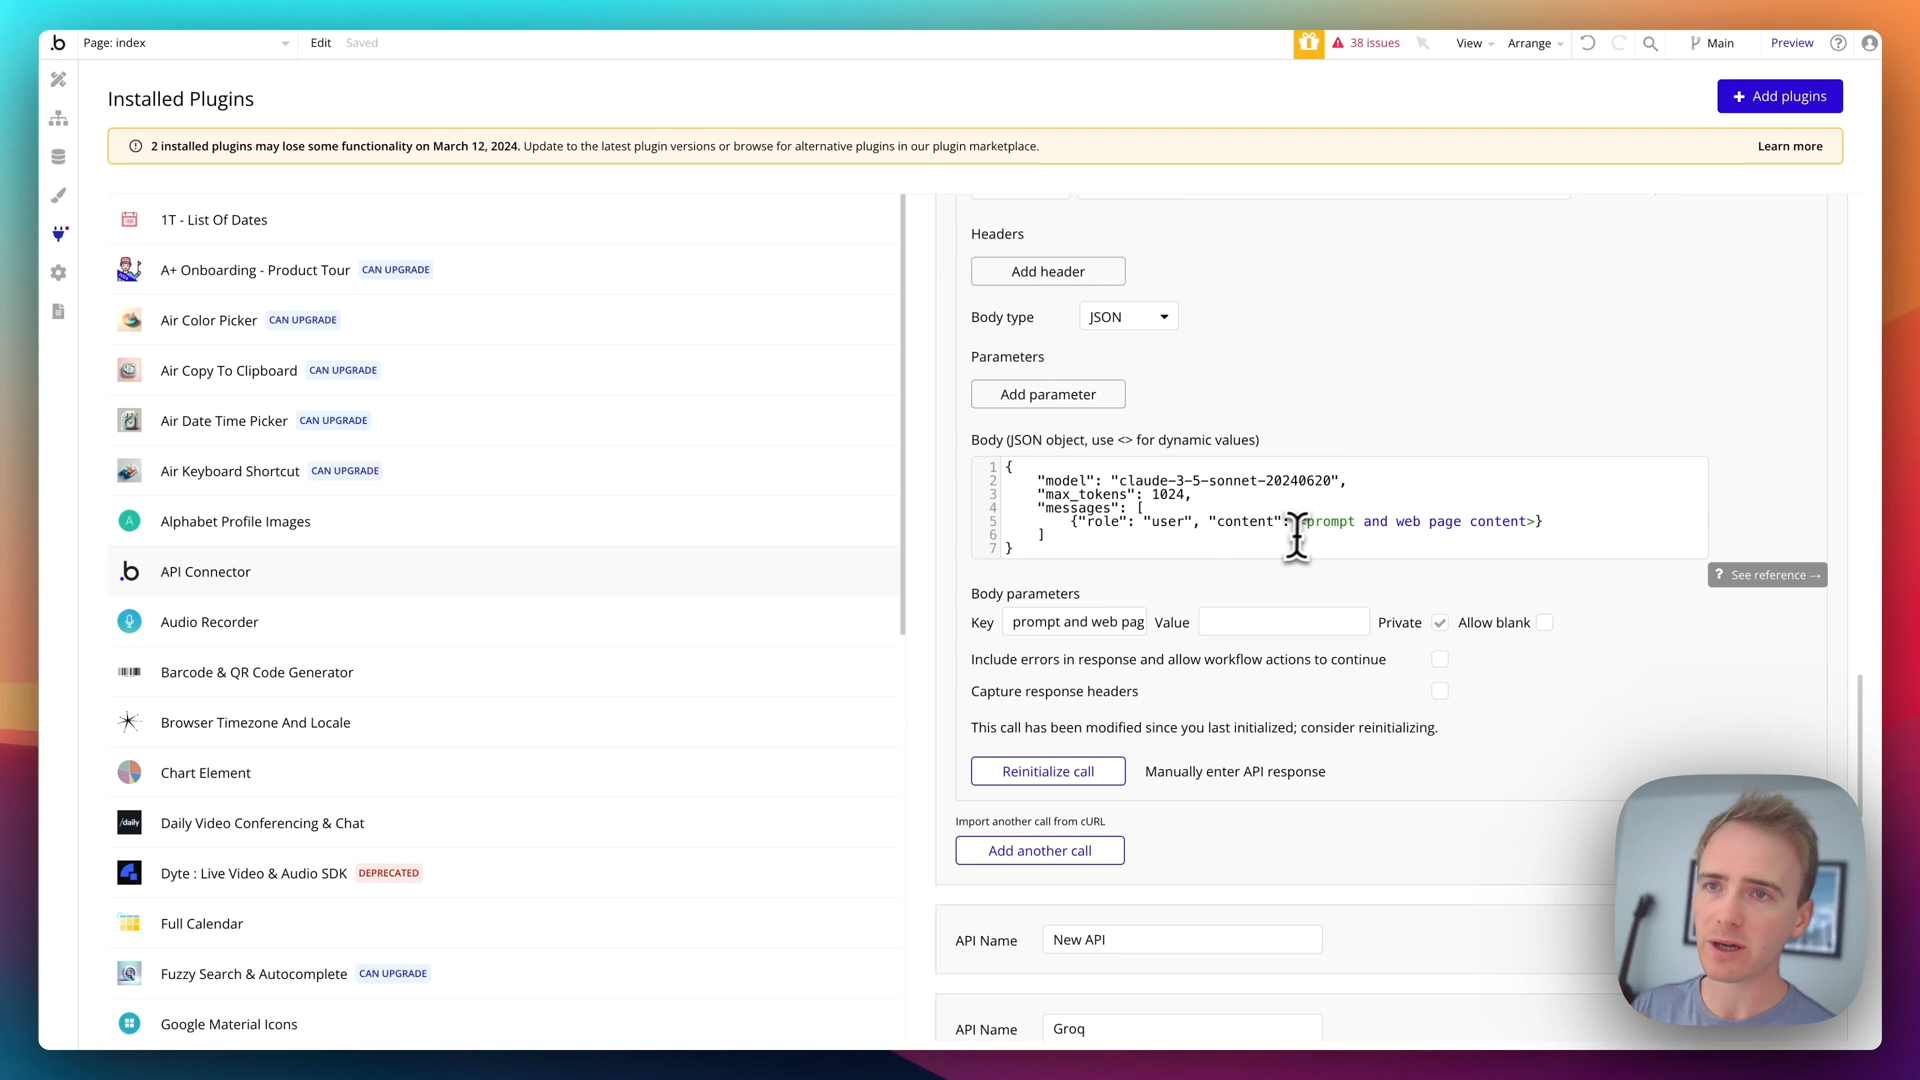 Page: index
Edit
Saved
38 issues
View
Arrange
Main
Preview
Installed Plugins
+ Add plugins
2 installed plugins may lose some functionality on March 12, 2024. Update to the latest plugin versions or browse for alternative plugins in our plugin marketplace.
Learn more
1T - List Of Dates
A+ Onboarding - Product Tour CAN UPGRADE
Air Color Picker CAN UPGRADE
Air Copy To Clipboard CAN UPGRADE
Air Date Time Picker CAN UPGRADE
Air Keyboard Shortcut CAN UPGRADE
A Alphabet Profile Images
.b API Connector
Audio Recorder
Barcode & QR Code Generator
Browser Timezone And Locale
Chart Element
/daily Daily Video Conferencing & Chat
Dyte : Live Video & Audio SDK DEPRECATED
Full Calendar
Fuzzy Search & Autocomplete CAN UPGRADE
Google Material Icons
Headers
Add header
Body type JSON
Parameters
Add parameter
Body (JSON object, use <> for dynamic values)
1 {
2 "model": "claude-3-5-sonnet-20240620",
3 "max_tokens": 1024,
4 "messages": [
5 {"role": "user", "content": <prompt and web page content>}
6 ]
7 }
? See reference →
Body parameters
Key prompt and web pag Value Private Allow blank
Include errors in response and allow workflow actions to continue
Capture response headers
This call has been modified since you last initialized; consider reinitializing.
Reinitialize call Manually enter API response
Import another call from cURL
Add another call
API Name New API
API Name Groq